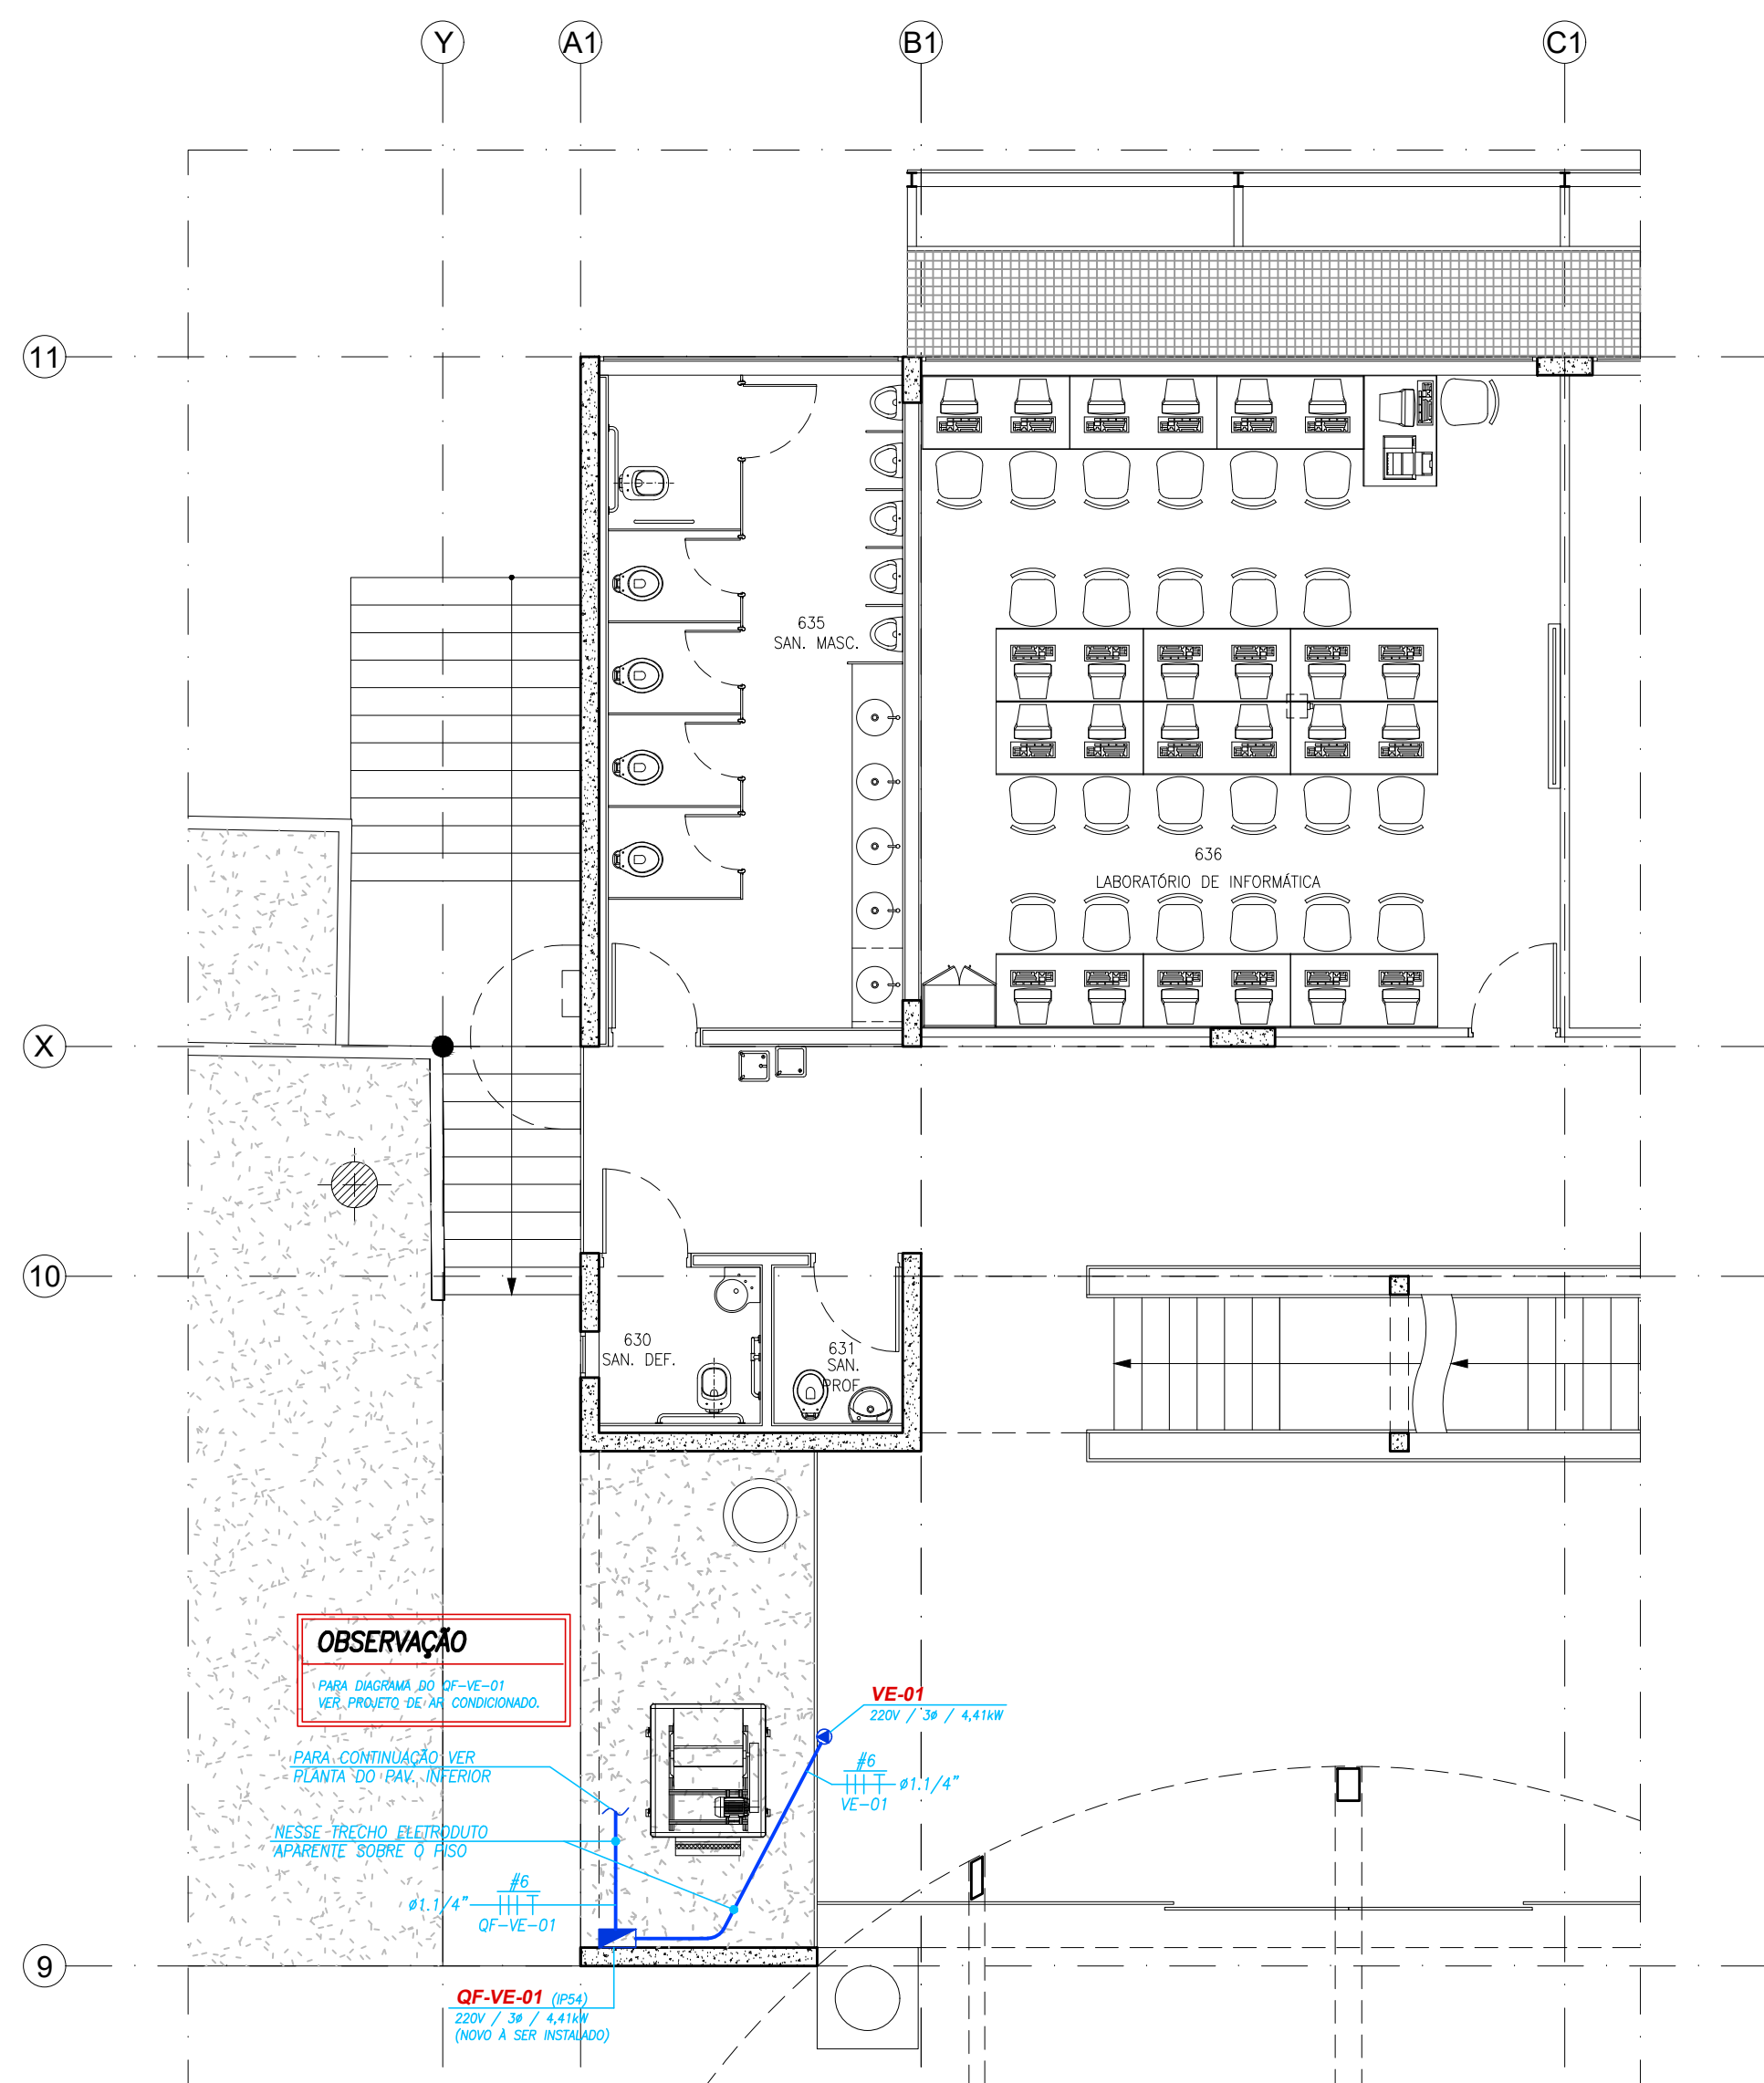 Y
A1
B1
C1
11
635
SAN. MASC.
636
LABORATÓRIO DE INFORMÁTICA
X
10
630
SAN. DEF.
631
SAN.
PROF
OBSERVAÇÃO
PARA DIAGRAMA DO QF-VE-01
VER PROJETO DE AR CONDICIONADO.
VE-01
220V / 3ø / 4,41kW
PARA CONTINUAÇÃO VER
PLANTA DO PAV. INFERIOR
#6
ø1.1/4"
VE-01
NESSE TRECHO ELETRODUTO
APARENTE SOBRE O PISO
#6
ø1.1/4"
QF-VE-01
9
QF-VE-01 (IP54)
220V / 3ø / 4,41kW
(NOVO À SER INSTALADO)